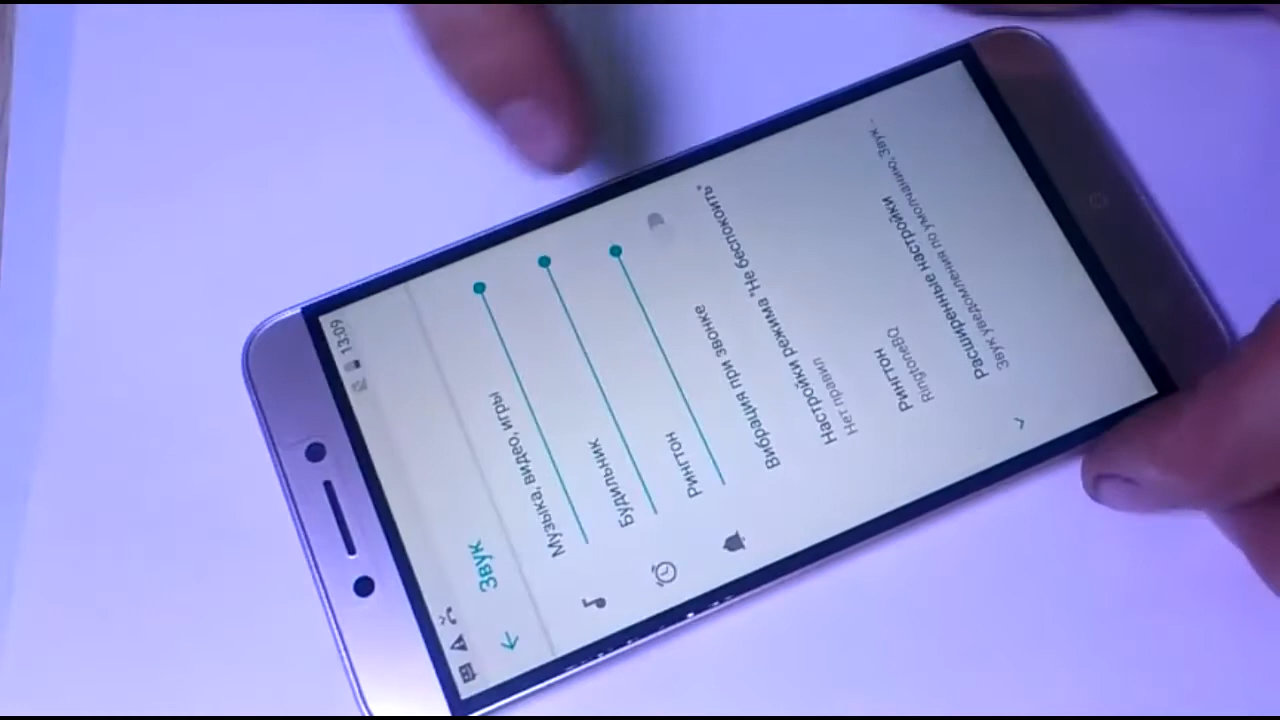 13:09
Звук
Музыка, видео, игры
Будильник
Рингтон
Вибрация при звонке
Настройки режима "Не беспокоить"
Нет правил
Рингтон
RingtoneBQ
Расширенные настройки
Звук уведомления по умолчанию, Звук...